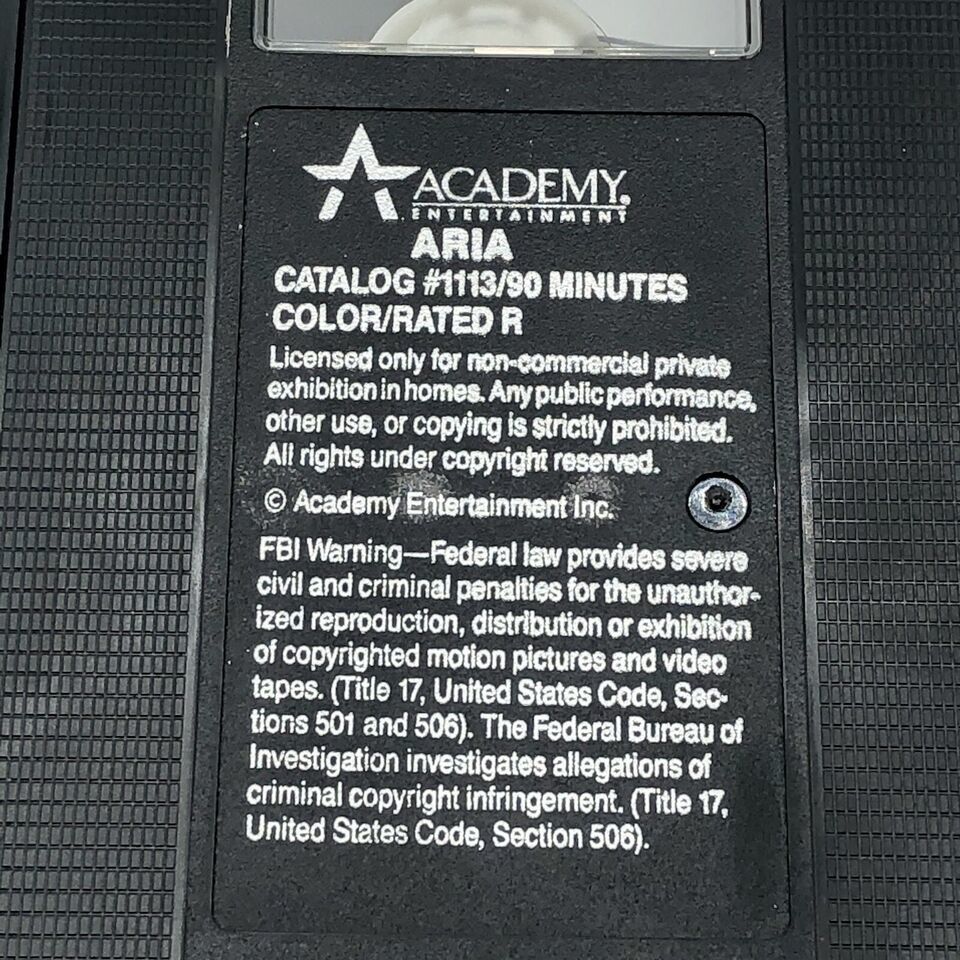 ACADEMY®
ENTERTAINMENT
ARIA
CATALOG #1113/90 MINUTES
COLOR/RATED R
Licensed only for non-commercial private
exhibition in homes. Any public performance,
other use, or copying is strictly prohibited.
All rights under copyright reserved.
© Academy Entertainment Inc.
FBI Warning—Federal law provides severe
civil and criminal penalties for the unauthor-
ized reproduction, distribution or exhibition
of copyrighted motion pictures and video
tapes. (Title 17, United States Code, Sec-
tions 501 and 506). The Federal Bureau of
Investigation investigates allegations of
criminal copyright infringement. (Title 17,
United States Code, Section 506).